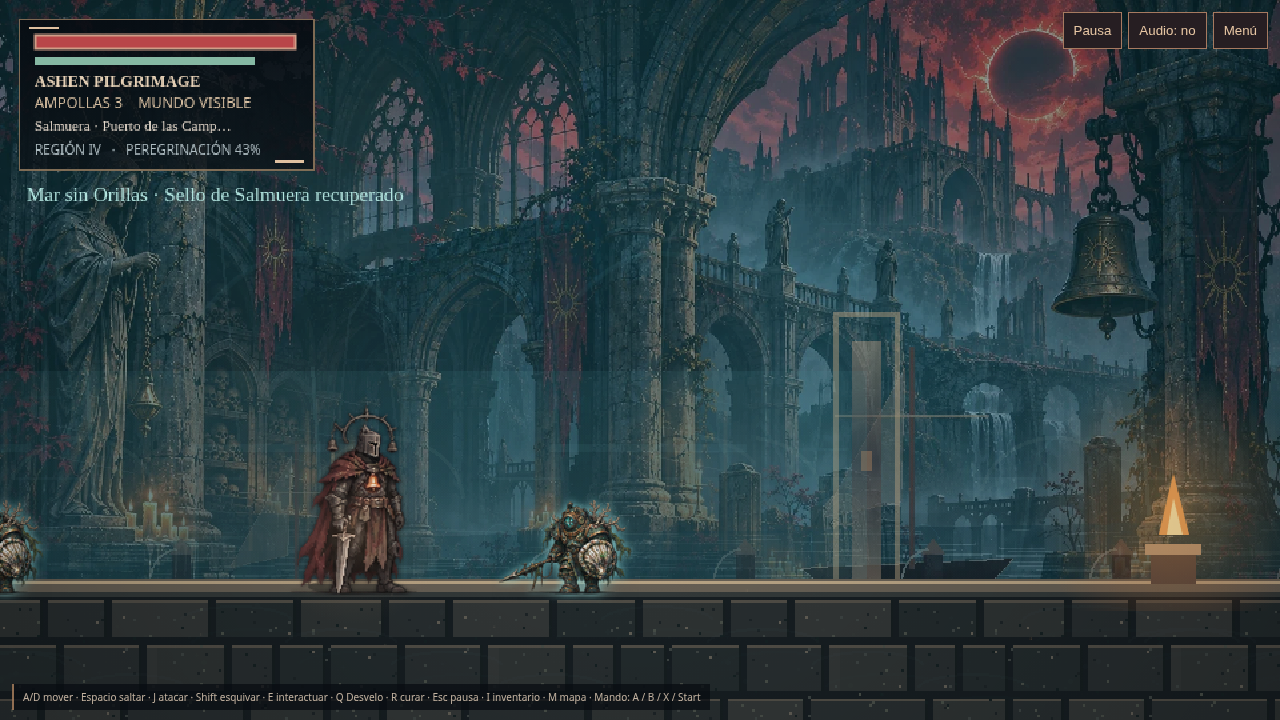 ASHEN PILGRIMAGE
AMPOLLAS 3 MUNDO VISIBLE
Salmuera · Puerto de las Camp…
REGIÓN IV · PEREGRINACIÓN 43%
Mar sin Orillas · Sello de Salmuera recuperado
Pausa
Audio: no
Menú
A/D mover · Espacio saltar · J atacar · Shift esquivar · E interactuar · Q Desvelo · R curar · Esc pausa · I inventario · M mapa · Mando: A / B / X / Start